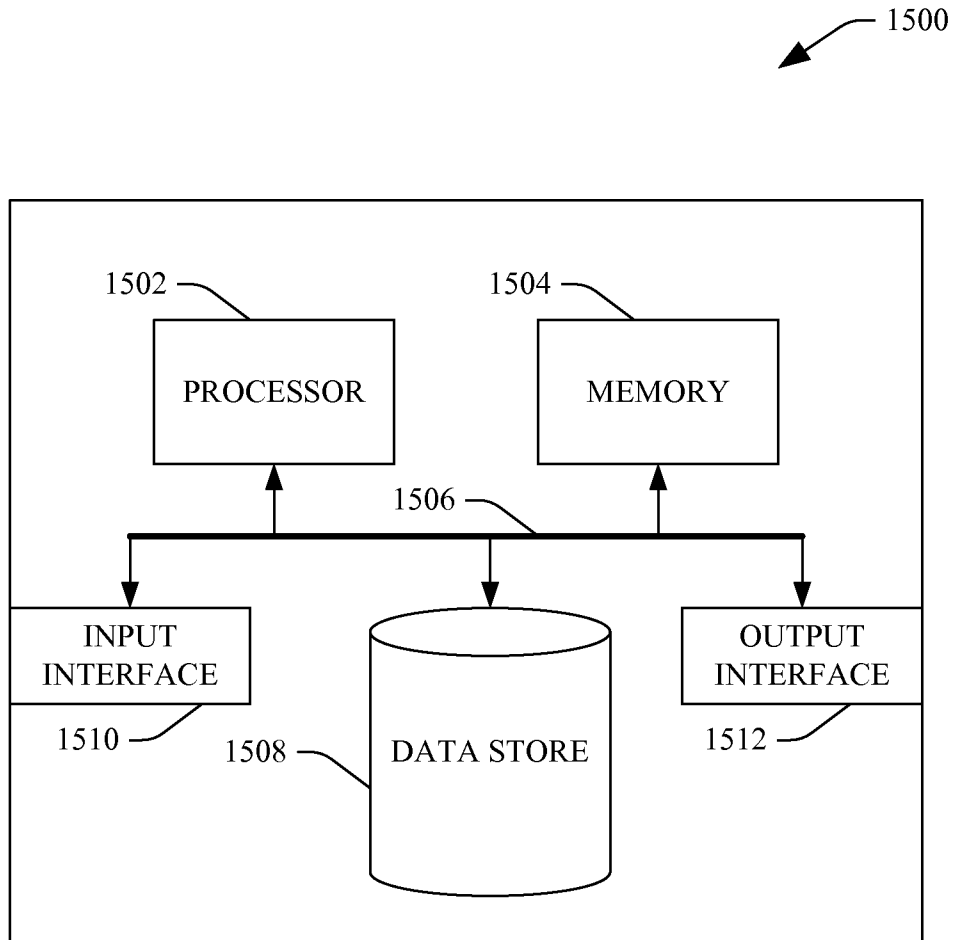 1500
1502
1504
PROCESSOR
MEMORY
1506
INPUT
INTERFACE
OUTPUT
INTERFACE
1510
1508
DATA STORE
1512